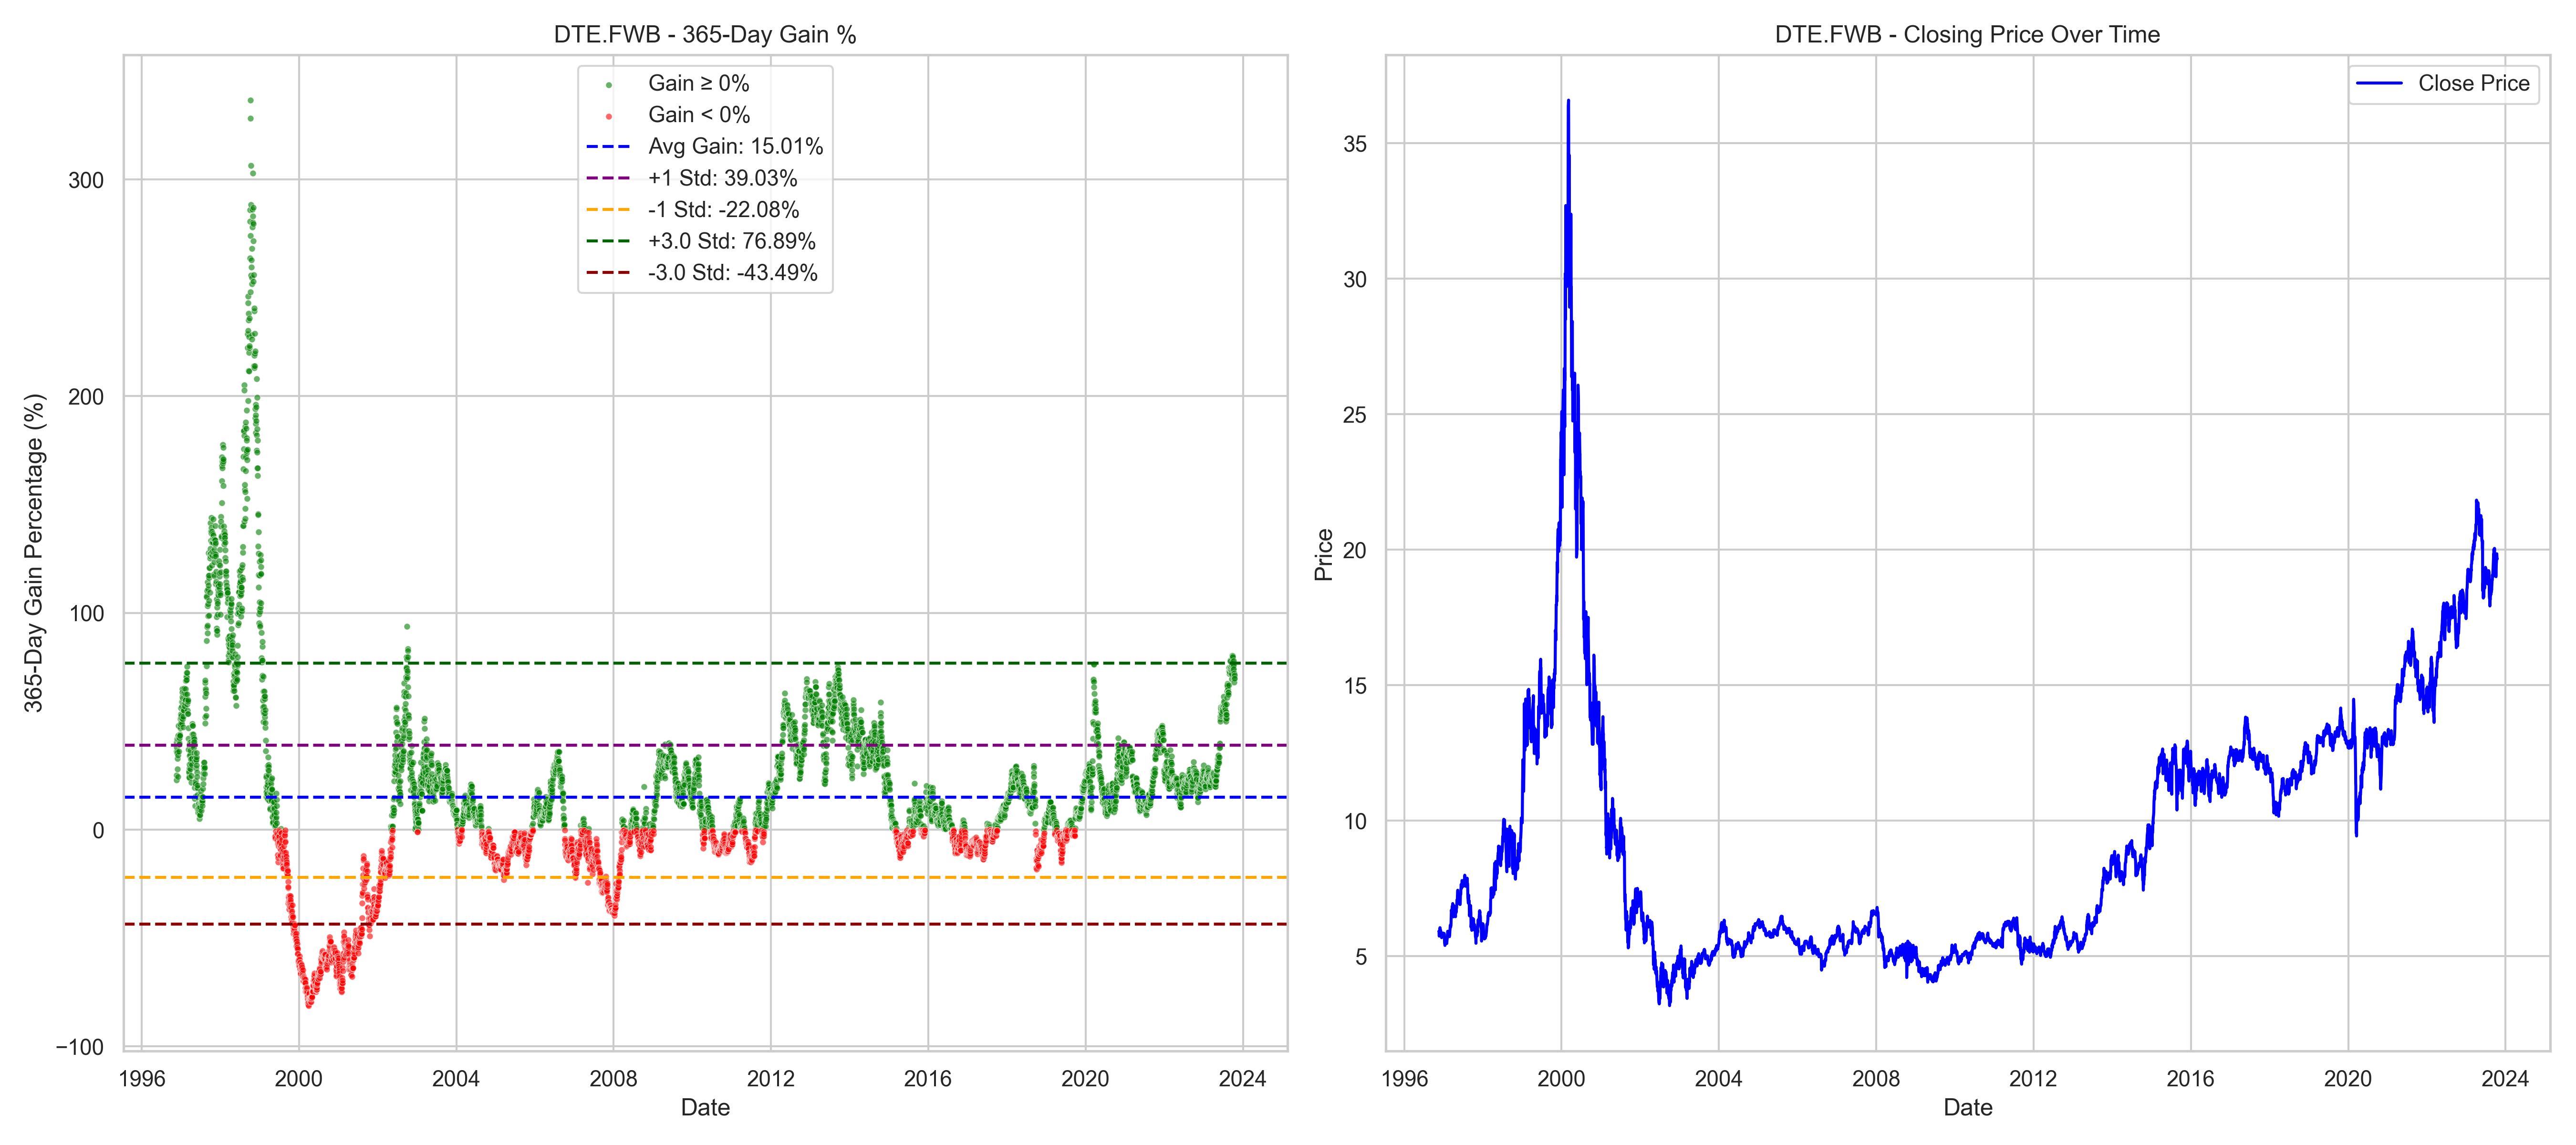 DTE.FWB - 365-Day Gain %
Gain ≥ 0%
Gain < 0%
Avg Gain: 15.01%
+1 Std: 39.03%
-1 Std: -22.08%
+3.0 Std: 76.89%
-3.0 Std: -43.49%
365-Day Gain Percentage (%)
300
200
100
0
−100
1996 2000 2004 2008 2012 2016 2020 2024
Date
DTE.FWB - Closing Price Over Time
Close Price
Price
35
30
25
20
15
10
5
1996 2000 2004 2008 2012 2016 2020 2024
Date